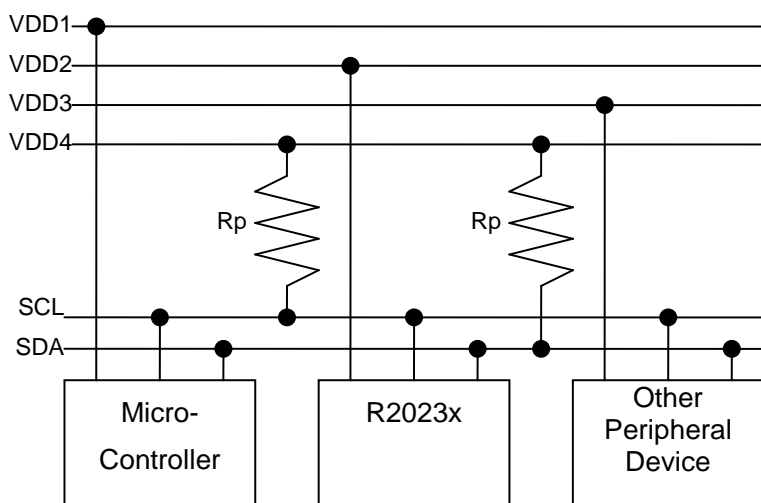 VDD1
VDD2
VDD3
VDD4
Rp
Rp
SCL
SDA
Micro-
Controller
R2023x
Other
Peripheral
Device